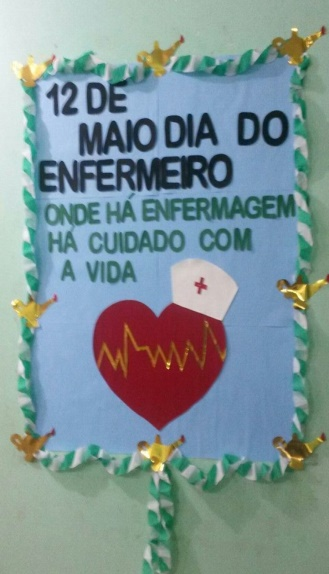 12 DE
MAIO DIA DO
ENFERMEIRO
ONDE HÁ ENFERMAGEM
HÁ CUIDADO COM
A VIDA